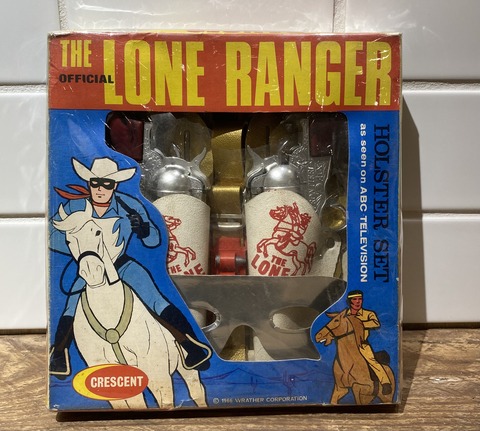 THE
OFFICIAL
LONE RANGER
HOLSTER SET
as seen on ABC TELEVISION
THE
LONE
THE
LONE
CRESCENT
© 1966 WRATHER CORPORATION